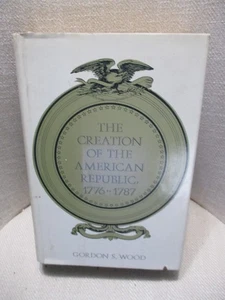 THE
CREATION
OF THE
AMERICAN
REPUBLIC,
1776-1787
GORDON S. WOOD